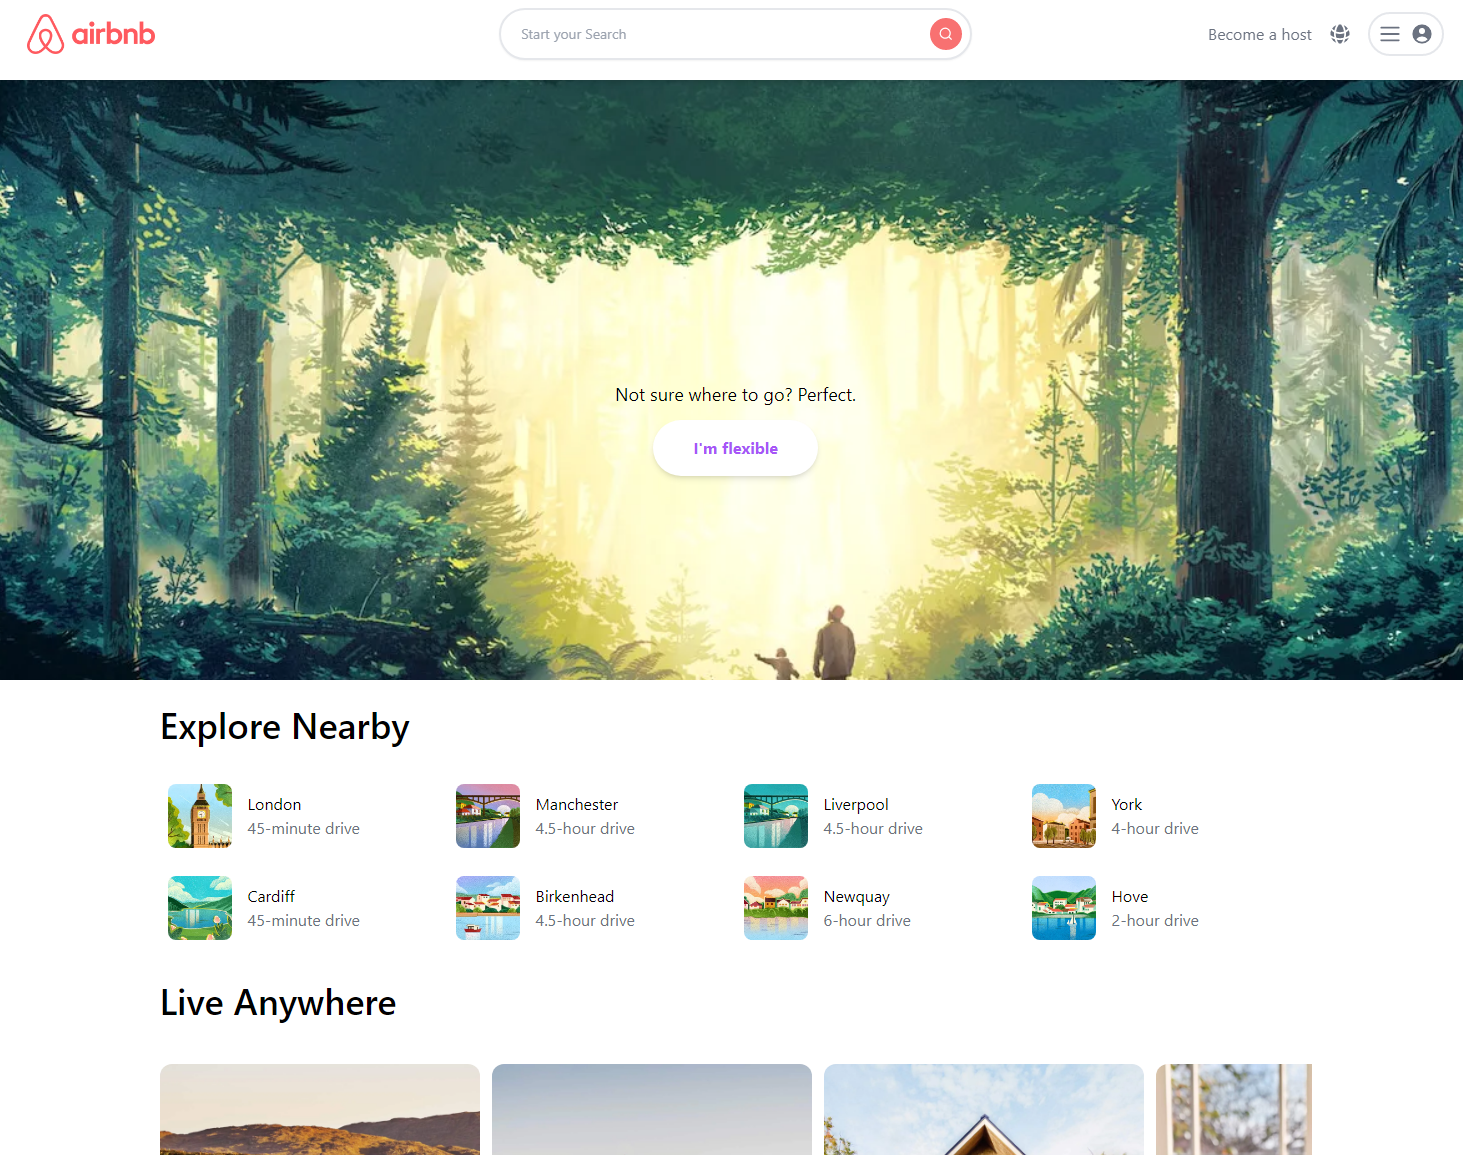 airbnb
Start your Search
Become a host
Not sure where to go? Perfect.
I'm flexible
Explore Nearby
London
45-minute drive
Manchester
4.5-hour drive
Liverpool
4.5-hour drive
York
4-hour drive
Cardiff
45-minute drive
Birkenhead
4.5-hour drive
Newquay
6-hour drive
Hove
2-hour drive
Live Anywhere